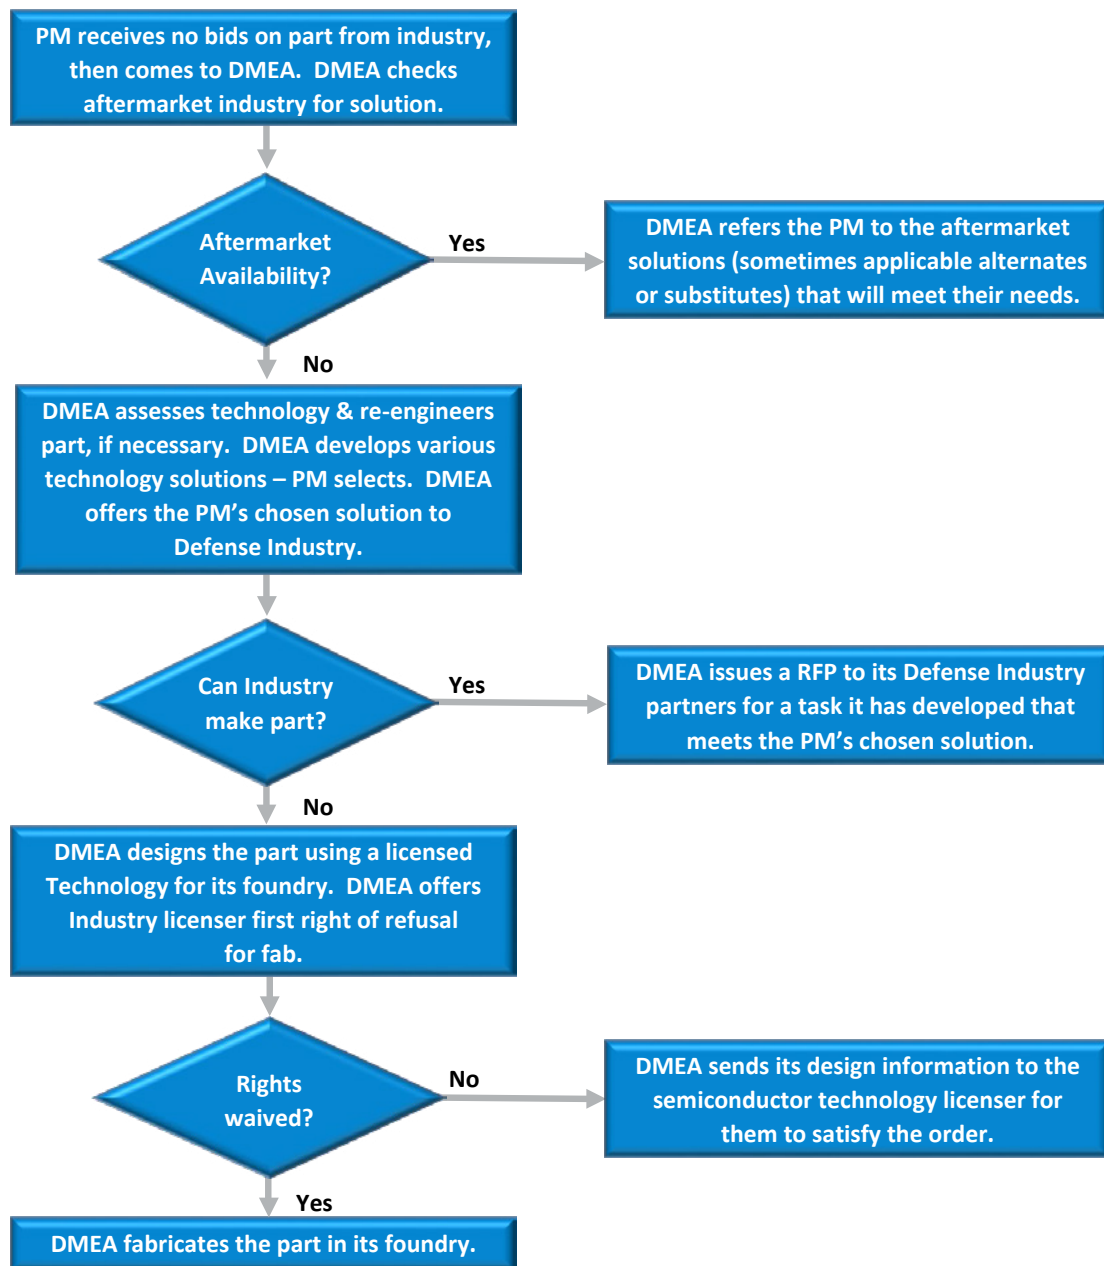 PM receives no bids on part from industry,
then comes to DMEA.  DMEA checks
aftermarket industry for solution.
Aftermarket
Availability?
Yes
DMEA refers the PM to the aftermarket
solutions (sometimes applicable alternates
or substitutes) that will meet their needs.
No
DMEA assesses technology & re-engineers
part, if necessary.  DMEA develops various
technology solutions – PM selects.  DMEA
offers the PM’s chosen solution to
Defense Industry.
Can Industry
make part?
Yes
DMEA issues a RFP to its Defense Industry
partners for a task it has developed that
meets the PM’s chosen solution.
No
DMEA designs the part using a licensed
Technology for its foundry.  DMEA offers
Industry licenser first right of refusal
for fab.
Rights
waived?
No
DMEA sends its design information to the
semiconductor technology licenser for
them to satisfy the order.
Yes
DMEA fabricates the part in its foundry.